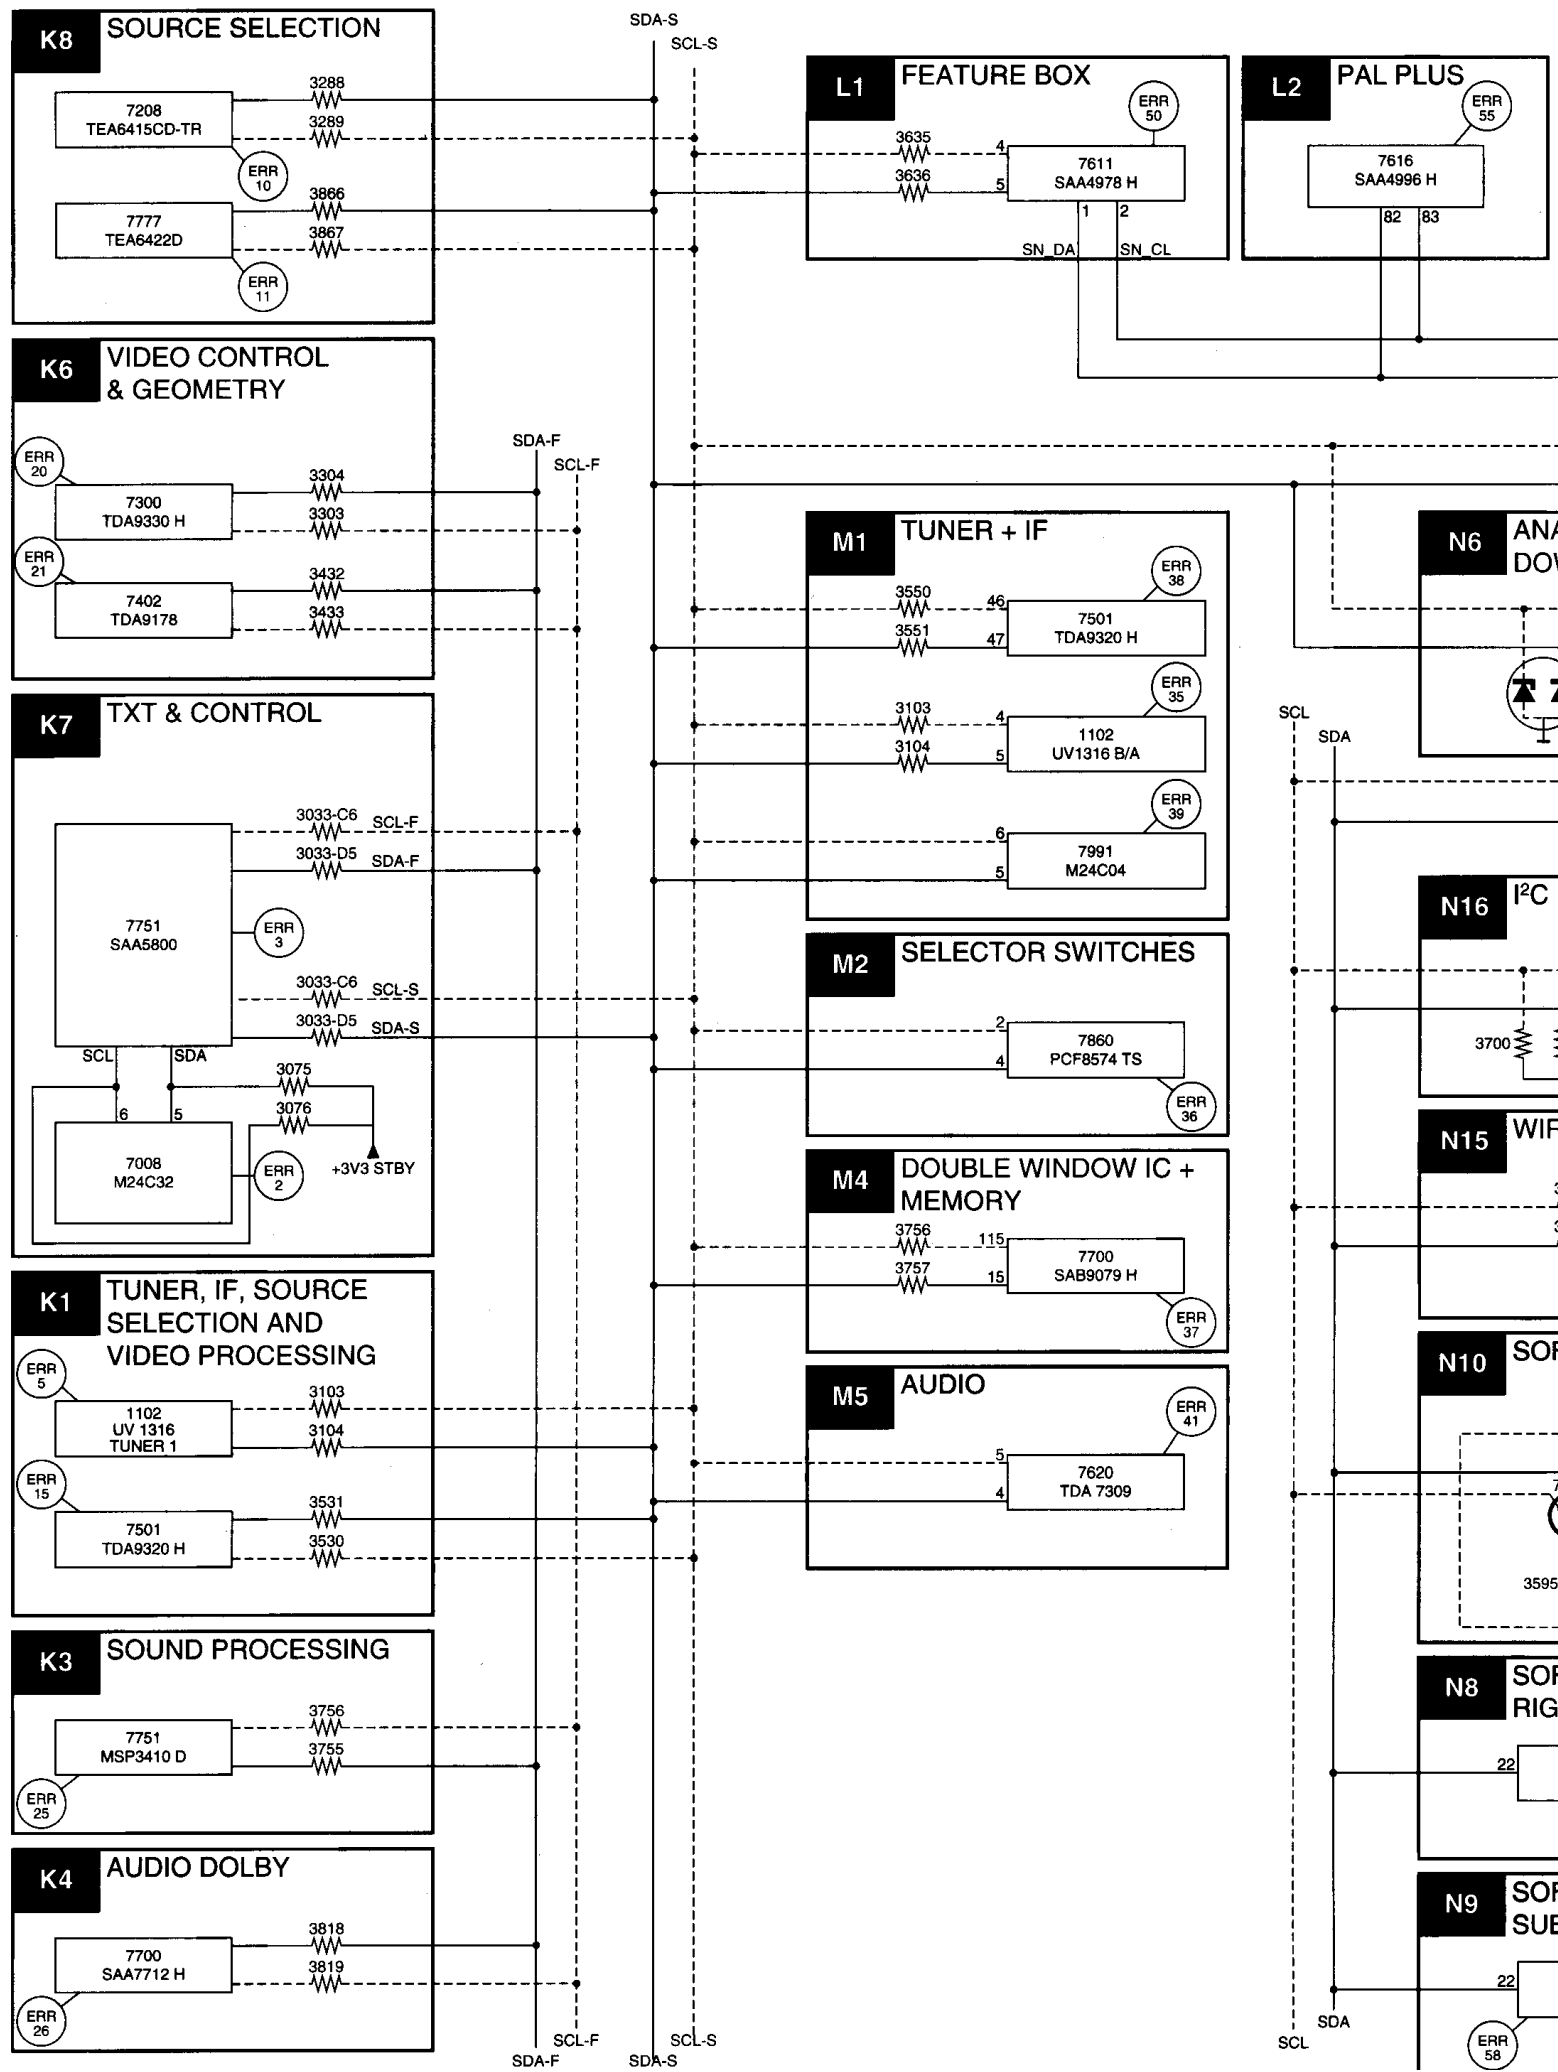 SDA-S
SCL-S
K8 SOURCE SELECTION
7208
TEA6415CD-TR
3288
3289
ERR
10
7777
TEA6422D
3866
3867
ERR
11
L1 FEATURE BOX
ERR
50
3635
3636
4
5
7611
SAA4978 H
1
2
SN_DA
SN_CL
L2 PAL PLUS
ERR
55
7616
SAA4996 H
82
83
K6 VIDEO CONTROL
& GEOMETRY
ERR
20
7300
TDA9330 H
3304
3303
ERR
21
7402
TDA9178
3432
3433
SDA-F
SCL-F
K7 TXT & CONTROL
7751
SAA5800
3033-C6 SCL-F
3033-D5 SDA-F
ERR
3
3033-C6 SCL-S
3033-D5 SDA-S
SCL
SDA
3075
3076
6
5
7008
M24C32
ERR
2
+3V3 STBY
M1 TUNER + IF
ERR
38
3550
3551
46
47
7501
TDA9320 H
ERR
35
3103
3104
4
5
1102
UV1316 B/A
ERR
39
6
5
7991
M24C04
M2 SELECTOR SWITCHES
2
4
7860
PCF8574 TS
ERR
36
M4 DOUBLE WINDOW IC +
MEMORY
3756
3757
115
15
7700
SAB9079 H
ERR
37
M5 AUDIO
ERR
41
5
4
7620
TDA 7309
K1 TUNER, IF, SOURCE
SELECTION AND
VIDEO PROCESSING
ERR
5
1102
UV 1316
TUNER 1
3103
3104
ERR
15
7501
TDA9320 H
3531
3530
K3 SOUND PROCESSING
7751
MSP3410 D
3756
3755
ERR
25
K4 AUDIO DOLBY
7700
SAA7712 H
3818
3819
ERR
26
SCL-F
SDA-F
SCL-S
SDA-S
N6 ANA
DOW
SCL
SDA
N16 I²C
3700
N15 WIR
3
3
N10 SOF
7
3595
N8 SOF
RIG
22
N9 SOF
SUB
22
ERR
58
SDA
SCL